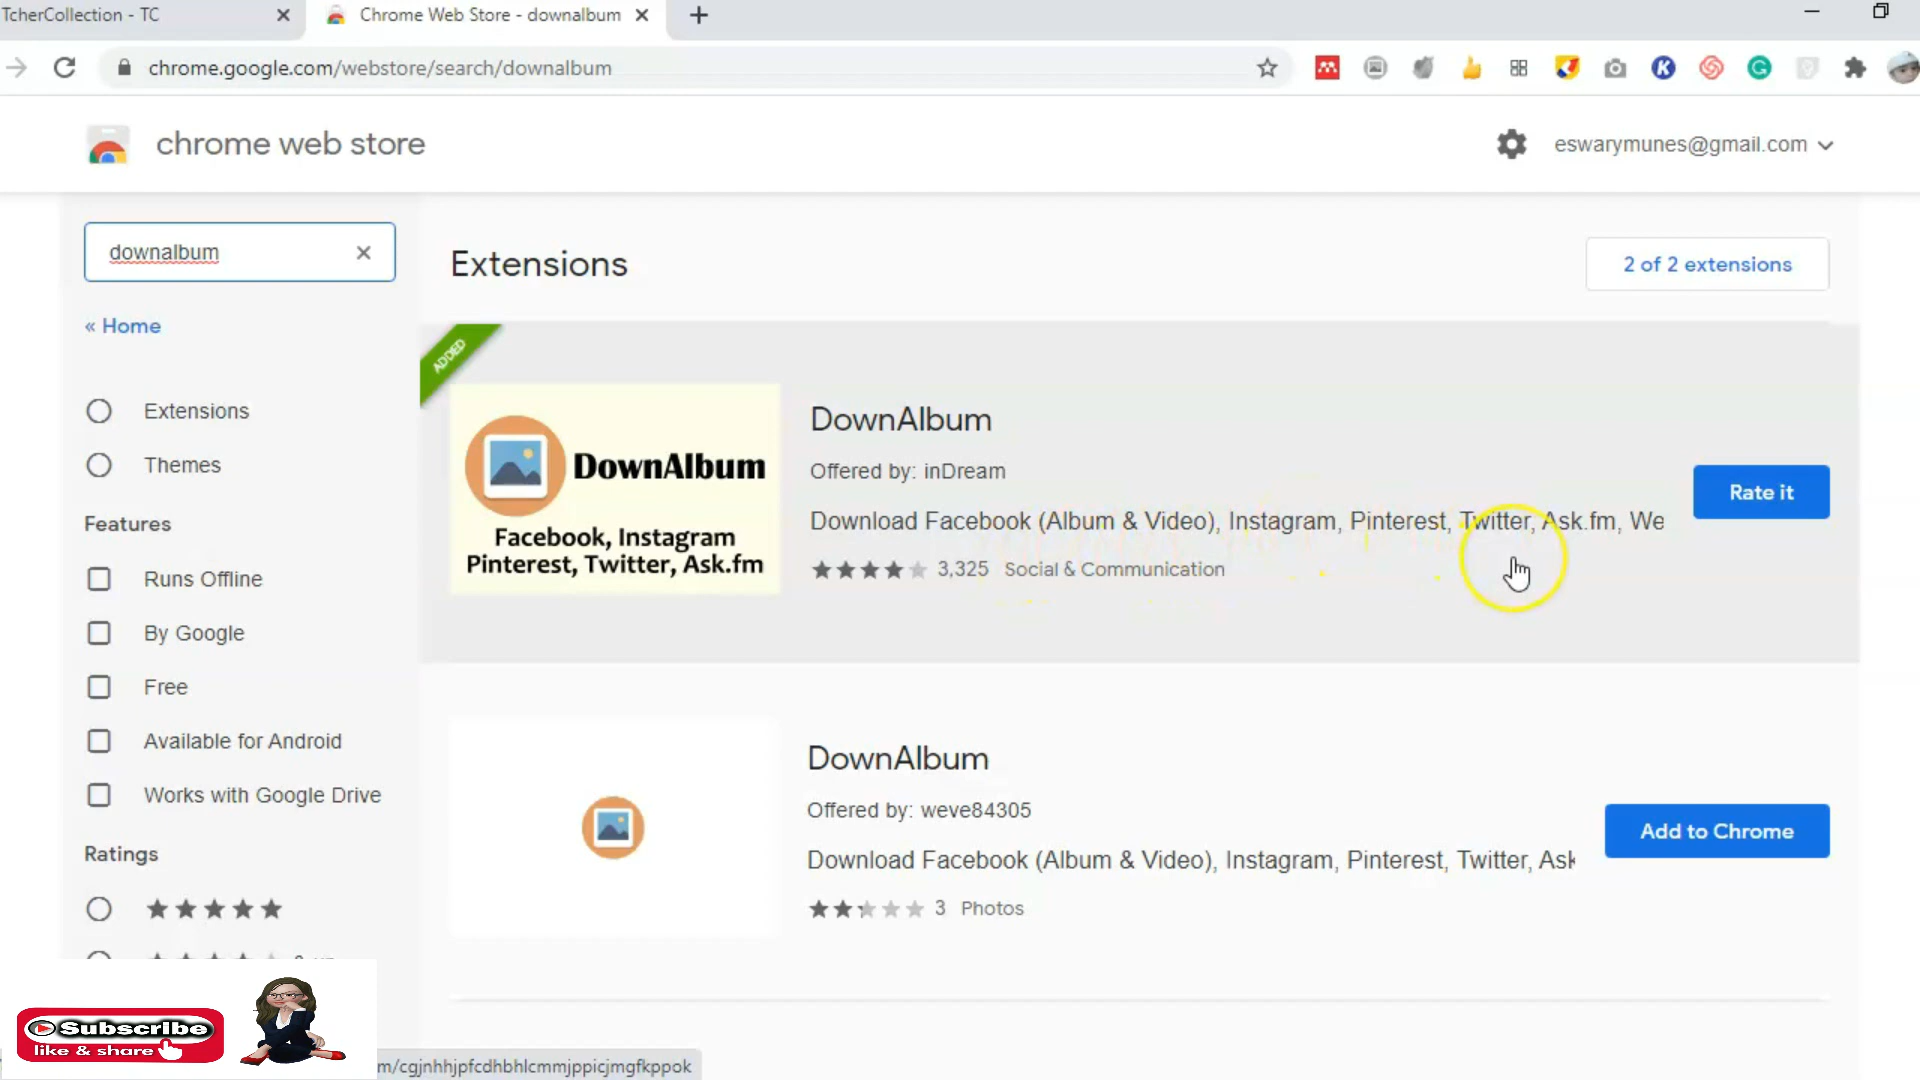 TcherCollection - TC
Chrome Web Store - downalbum
chrome.google.com/webstore/search/downalbum
chrome web store
eswarymunes@gmail.com
downalbum
Extensions
2 of 2 extensions
« Home
ADDED
Extensions
Themes
Features
Runs Offline
By Google
Free
Available for Android
Works with Google Drive
Ratings
DownAlbum
Facebook, Instagram
Pinterest, Twitter, Ask.fm
DownAlbum
Offered by: inDream
Download Facebook (Album & Video), Instagram, Pinterest, Twitter, Ask.fm, We
3,325 Social & Communication
Rate it
DownAlbum
Offered by: weve84305
Download Facebook (Album & Video), Instagram, Pinterest, Twitter, Ask
3 Photos
Add to Chrome
Subscribe
like & share
m/cgjnhhjpfcdhbhlcmmjppicjmgfkppok